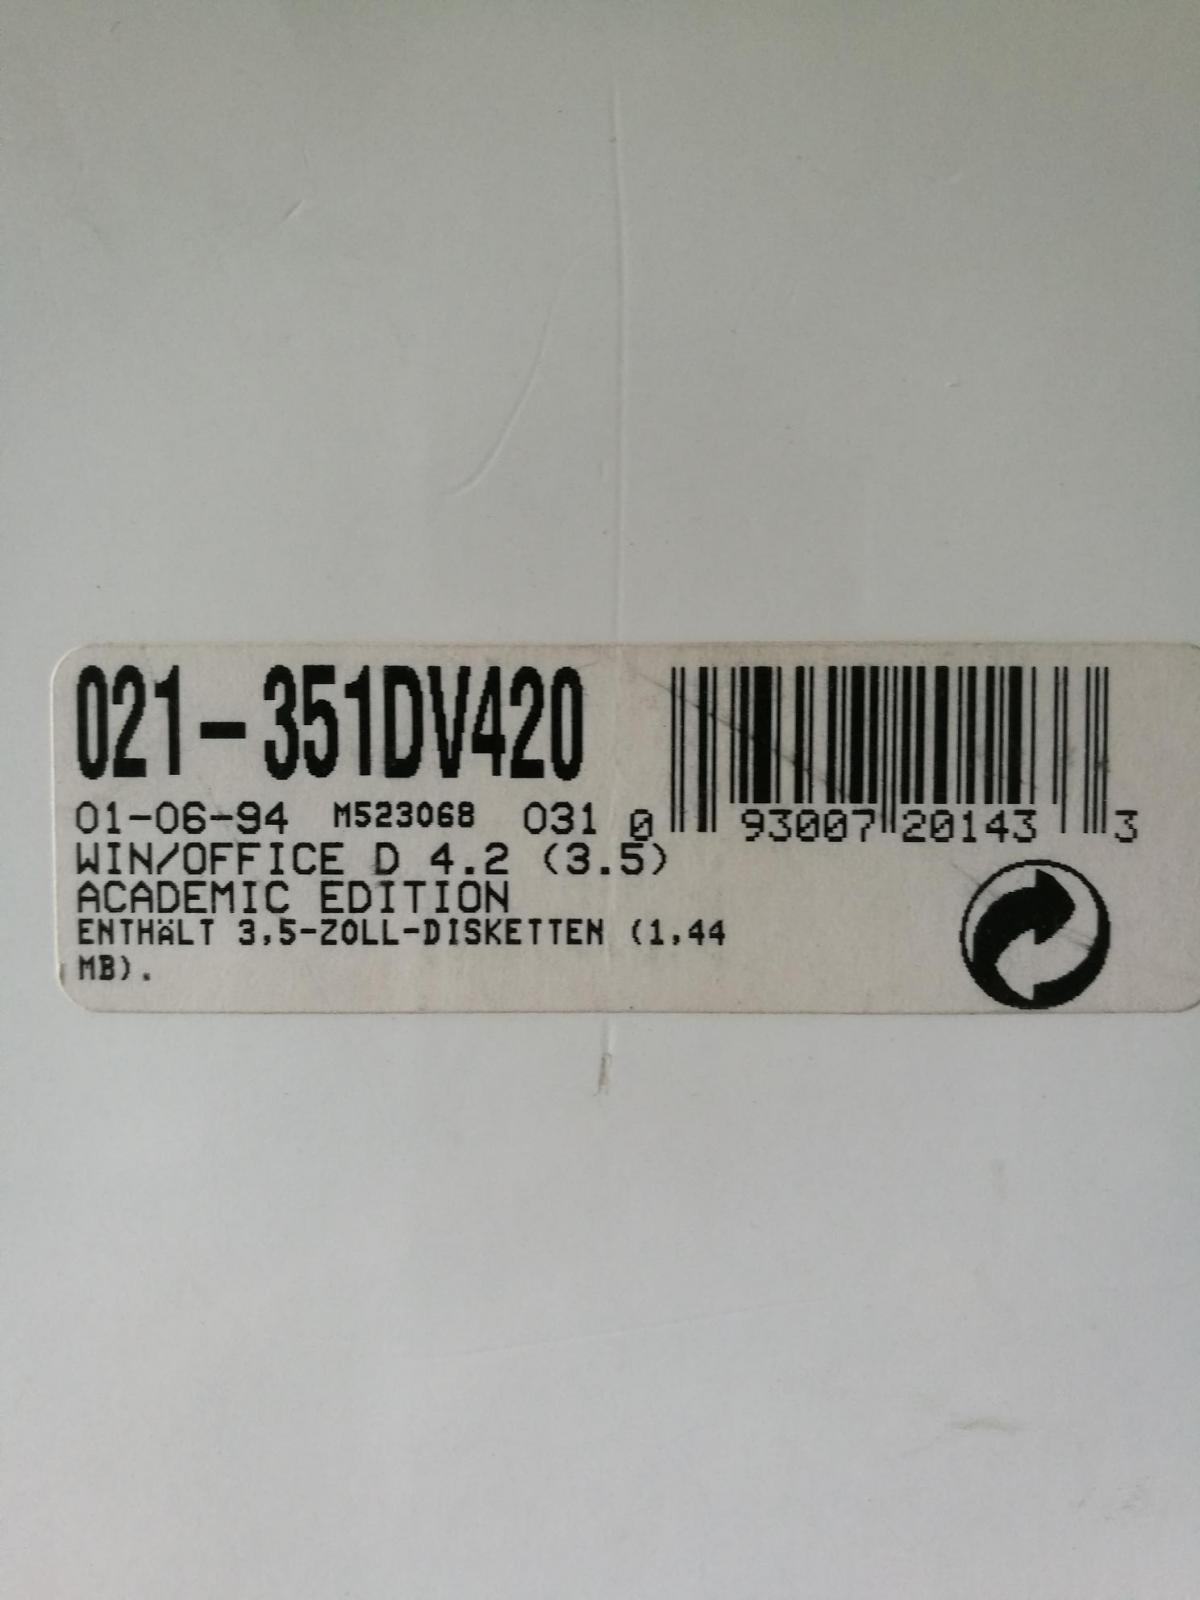 021-351DV420
01-06-94 M523068 031
0 93007 20143 3
WIN/OFFICE D 4.2 (3.5)
ACADEMIC EDITION
ENTHäLT 3,5-ZOLL-DISKETTEN (1,44
MB).